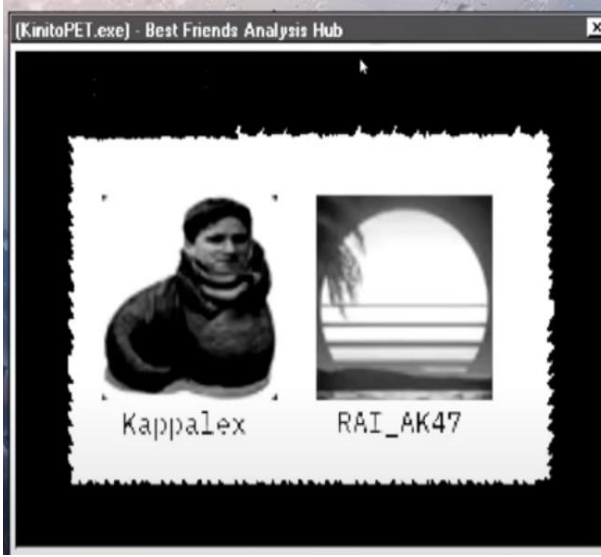 (KinitoPET.exe) - Best Friends Analysis Hub
Kappalex
RAI_AK47